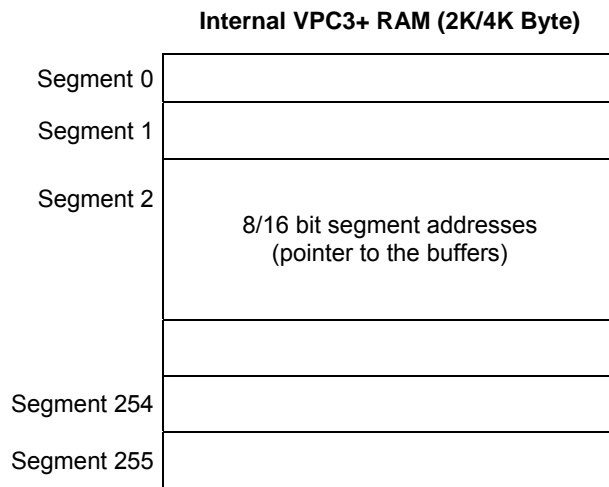 Internal VPC3+ RAM (2K/4K Byte)
Segment 0
Segment 1
Segment 2
8/16 bit segment addresses
(pointer to the buffers)
Segment 254
Segment 255